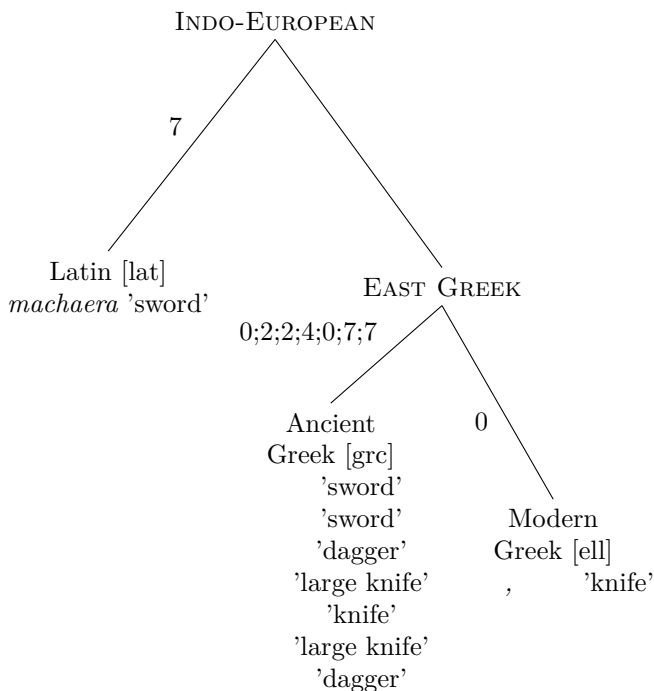 INDO-EUROPEAN
7
Latin [lat]
machaera 'sword'
EAST GREEK
0;2;2;4;0;7;7
Ancient
Greek [grc]
'sword'
'sword'
'dagger'
'large knife'
'knife'
'large knife'
'dagger'
0
Modern
Greek [ell]
, 'knife'